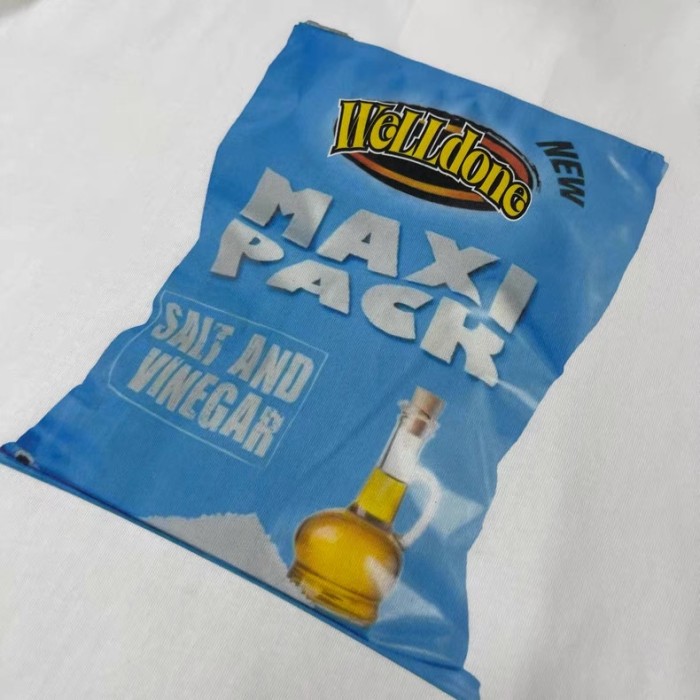 WeLLdone
NEW
MAXI
PACK
SALT AND
VINEGAR